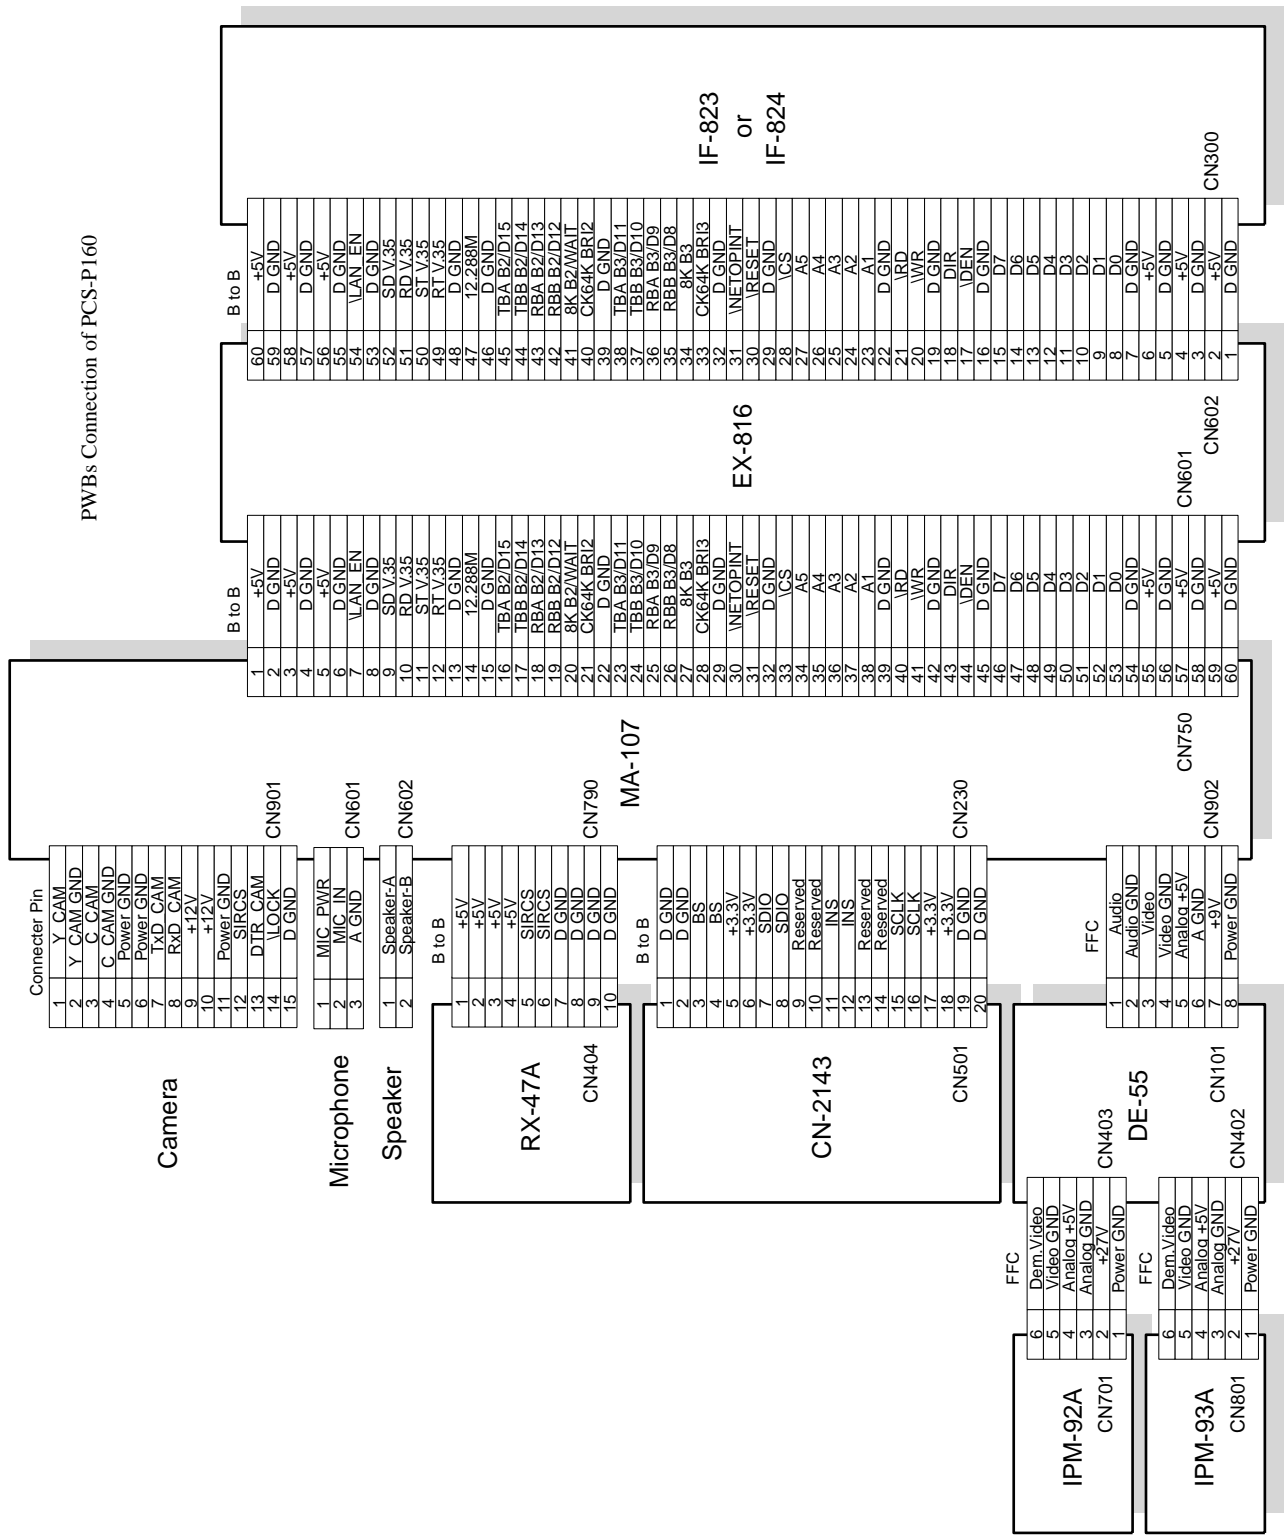 PWBs Connection of PCS-P160
Connecter Pin
Camera
1 Y_CAM
2 Y_CAM GND
3 C_CAM
4 C_CAM GND
5 Power GND
6 Power GND
7 TxD_CAM
8 RxD_CAM
9 +12V
10 +12V
11 Power GND
12 SIRCS
13 DTR_CAM
14 \LOCK
15 D GND
CN901
Microphone
1 MIC_PWR
2 MIC_IN
3 A GND
CN601
Speaker
1 Speaker-A
2 Speaker-B
CN602
B to B
RX-47A
CN404
1 +5V
2 +5V
3 +5V
4 +5V
5 SIRCS
6 SIRCS
7 D GND
8 D GND
9 D GND
10 D GND
CN790
B to B
CN-2143
CN501
1 D GND
2 D GND
3 BS
4 BS
5 +3.3V
6 +3.3V
7 SDIO
8 SDIO
9 Reserved
10 Reserved
11 INS
12 INS
13 Reserved
14 Reserved
15 SCLK
16 SCLK
17 +3.3V
18 +3.3V
19 D GND
20 D GND
CN230
FFC
IPM-92A
CN701
6 Dem.Video
5 Video GND
4 Analog +5V
3 Analog GND
2 +27V
1 Power GND
CN403
FFC
IPM-93A
CN801
6 Dem.Video
5 Video GND
4 Analog +5V
3 Analog GND
2 +27V
1 Power GND
CN402
DE-55
CN101
FFC
1 Audio
2 Audio GND
3 Video
4 Video GND
5 Analog +5V
6 A GND
7 +9V
8 Power GND
CN902
MA-107
CN750
B to B
1 +5V
2 D GND
3 +5V
4 D GND
5 +5V
6 D GND
7 \LAN_EN
8 D GND
9 SD V.35
10 RD V.35
11 ST V.35
12 RT V.35
13 D GND
14 12.288M
15 D GND
16 TBA B2/D15
17 TBB B2/D14
18 RBA B2/D13
19 RBB B2/D12
20 8K B2/WAIT
21 CK64K BRI2
22 D GND
23 TBA B3/D11
24 TBB B3/D10
25 RBA B3/D9
26 RBB B3/D8
27 8K B3
28 CK64K BRI3
29 D GND
30 \NETOPINT
31 \RESET
32 D GND
33 \CS
34 A5
35 A4
36 A3
37 A2
38 A1
39 D GND
40 \RD
41 \WR
42 D GND
43 DIR
44 \DEN
45 D GND
46 D7
47 D6
48 D5
49 D4
50 D3
51 D2
52 D1
53 D0
54 D GND
55 +5V
56 D GND
57 +5V
58 D GND
59 +5V
60 D GND
CN601
EX-816
CN602
B to B
60 +5V
59 D GND
58 +5V
57 D GND
56 +5V
55 D GND
54 \LAN_EN
53 D GND
52 SD V.35
51 RD V.35
50 ST V.35
49 RT V.35
48 D GND
47 12.288M
46 D GND
45 TBA B2/D15
44 TBB B2/D14
43 RBA B2/D13
42 RBB B2/D12
41 8K B2/WAIT
40 CK64K BRI2
39 D GND
38 TBA B3/D11
37 TBB B3/D10
36 RBA B3/D9
35 RBB B3/D8
34 8K B3
33 CK64K BRI3
32 D GND
31 \NETOPINT
30 \RESET
29 D GND
28 \CS
27 A5
26 A4
25 A3
24 A2
23 A1
22 D GND
21 \RD
20 \WR
19 D GND
18 DIR
17 \DEN
16 D GND
15 D7
14 D6
13 D5
12 D4
11 D3
10 D2
9 D1
8 D0
7 D GND
6 +5V
5 D GND
4 +5V
3 D GND
2 +5V
1 D GND
CN300
IF-823
or
IF-824